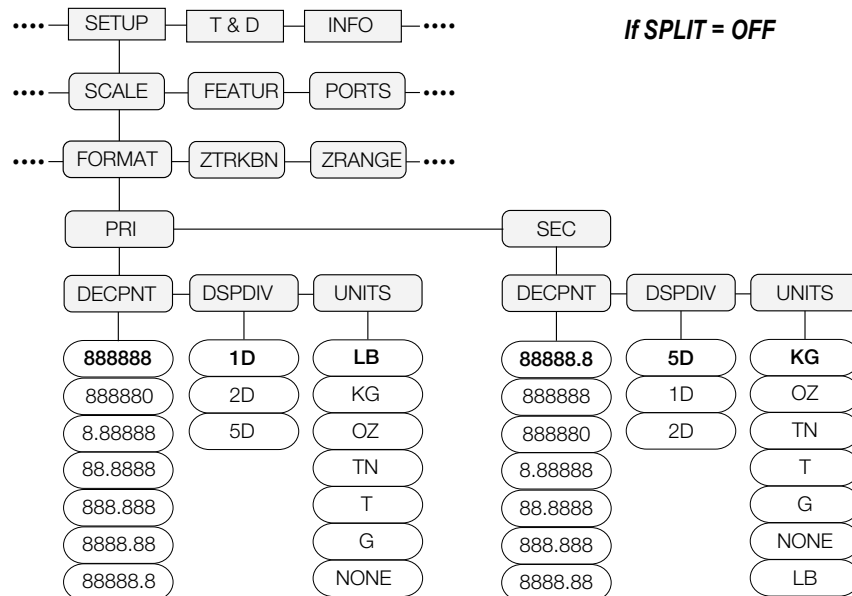 •••• SETUP T & D INFO •••• If SPLIT = OFF
•••• SCALE FEATUR PORTS ••••
•••• FORMAT ZTRKBN ZRANGE ••••
PRI SEC
DECPNT DSPDIV UNITS DECPNT DSPDIV UNITS
888888 1D LB 88888.8 5D KG
888880 2D KG 888888 1D OZ
8.88888 5D OZ 888880 2D TN
88.8888 TN 8.88888 T
888.888 T 88.8888 G
8888.88 G 888.888 NONE
88888.8 NONE 8888.88 LB